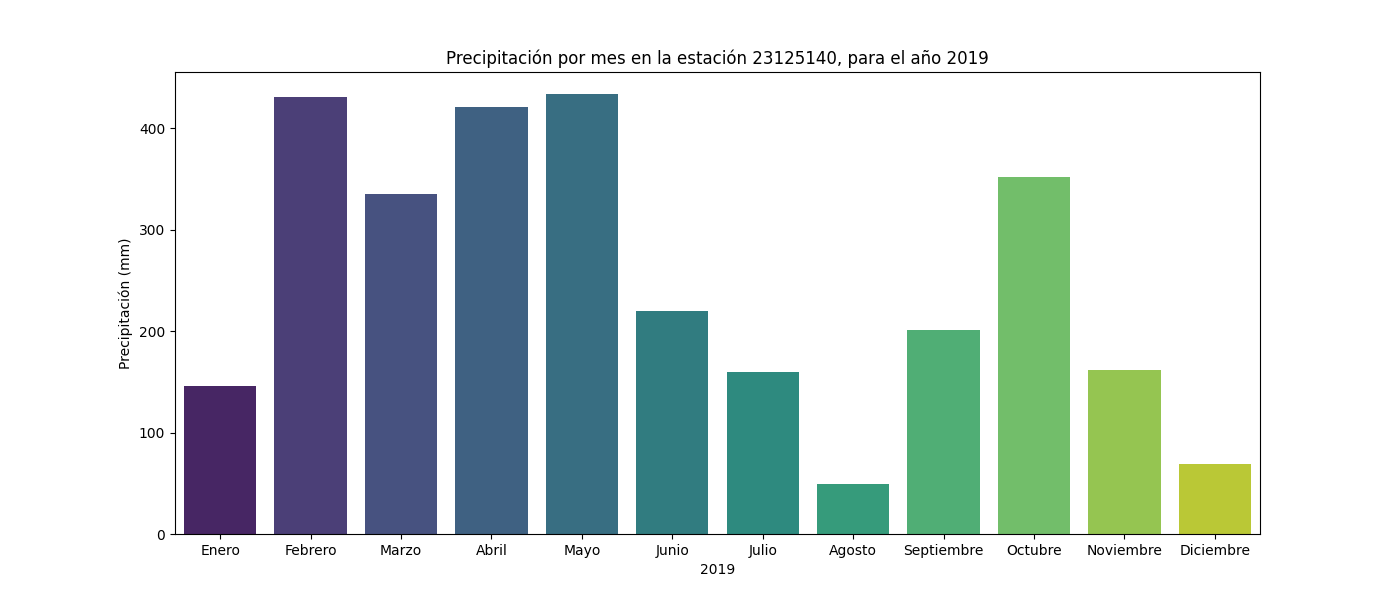 Precipitación por mes en la estación 23125140, para el año 2019
Precipitación (mm)
400
300
200
100
0
Enero Febrero Marzo Abril Mayo Junio Julio Agosto Septiembre Octubre Noviembre Diciembre
2019